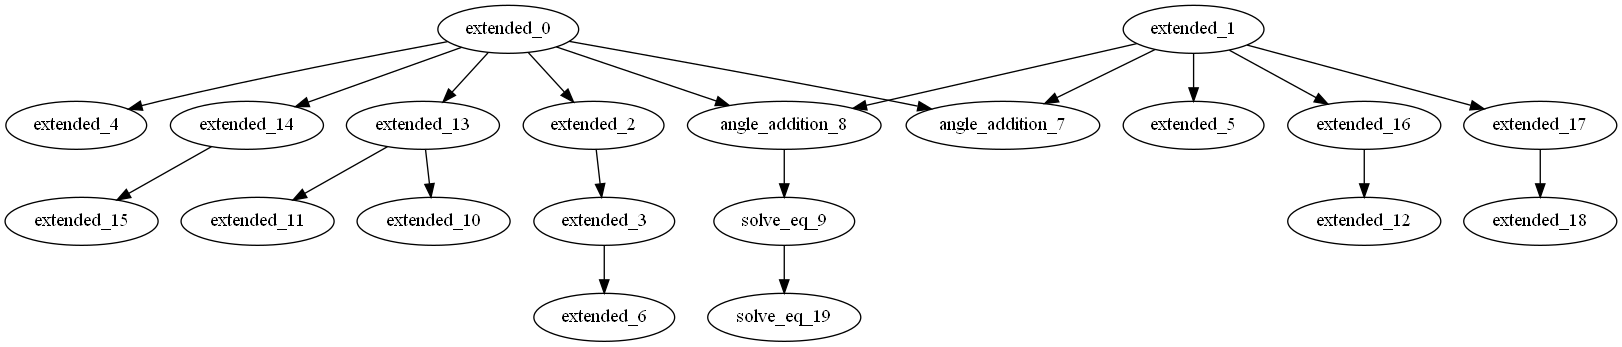 extended_0
extended_1
extended_4
extended_14
extended_13
extended_2
angle_addition_8
angle_addition_7
extended_5
extended_16
extended_17
extended_15
extended_11
extended_10
extended_3
solve_eq_9
extended_12
extended_18
extended_6
solve_eq_19